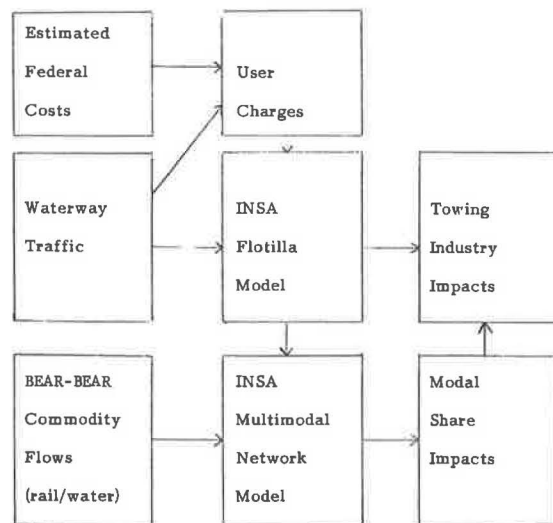 Estimated
Federal
Costs
User
Charges
Waterway
Traffic
INSA
Flotilla
Model
Towing
Industry
Impacts
BEAR-BEAR
Commodity
Flows
(rail/water)
INSA
Multimodal
Network
Model
Modal
Share
Impacts